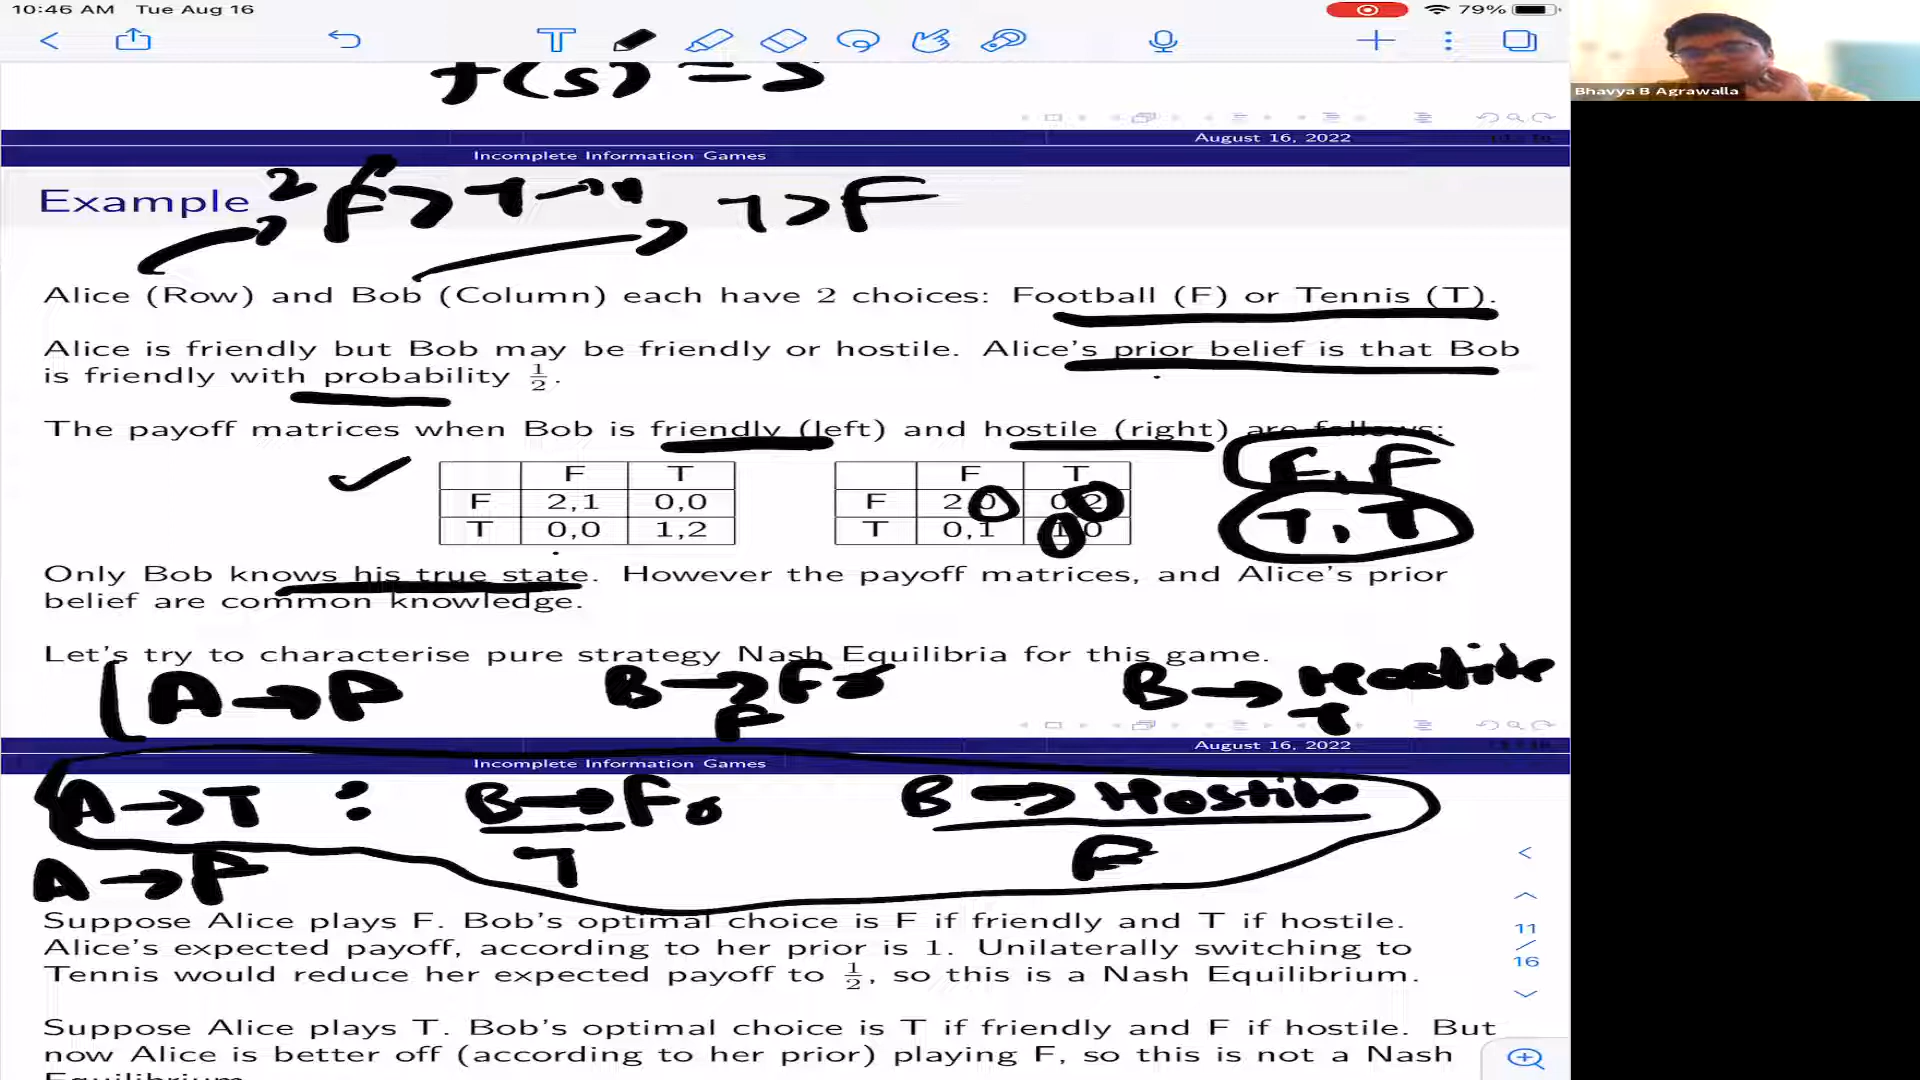 10:46 AM Tue Aug 16
79%
Bhavya B Agrawalla
f(s) = s
August 16, 2022
Incomplete Information Games
Example
F > T
T > F
Alice (Row) and Bob (Column) each have 2 choices: Football (F) or Tennis (T).
Alice is friendly but Bob may be friendly or hostile. Alice's prior belief is that Bob
is friendly with probability 1/2.
The payoff matrices when Bob is friendly (left) and hostile (right) are follows:
F T
F 2,1 0,0
T 0,0 1,2
F T
F 2,0 0,2
T 0,1 1,0
F, F
T, T
Only Bob knows his true state. However the payoff matrices, and Alice's prior
belief are common knowledge.
Let's try to characterise pure strategy Nash Equilibria for this game.
A → F B → Fr B → Hostile
F T
August 16, 2022
Incomplete Information Games
A → T : B → Fr B → Hostile
T F
A → F
Suppose Alice plays F. Bob's optimal choice is F if friendly and T if hostile.
Alice's expected payoff, according to her prior is 1. Unilaterally switching to
Tennis would reduce her expected payoff to 1/2, so this is a Nash Equilibrium.
Suppose Alice plays T. Bob's optimal choice is T if friendly and F if hostile. But
now Alice is better off (according to her prior) playing F, so this is not a Nash
Equilibrium
11
/
16